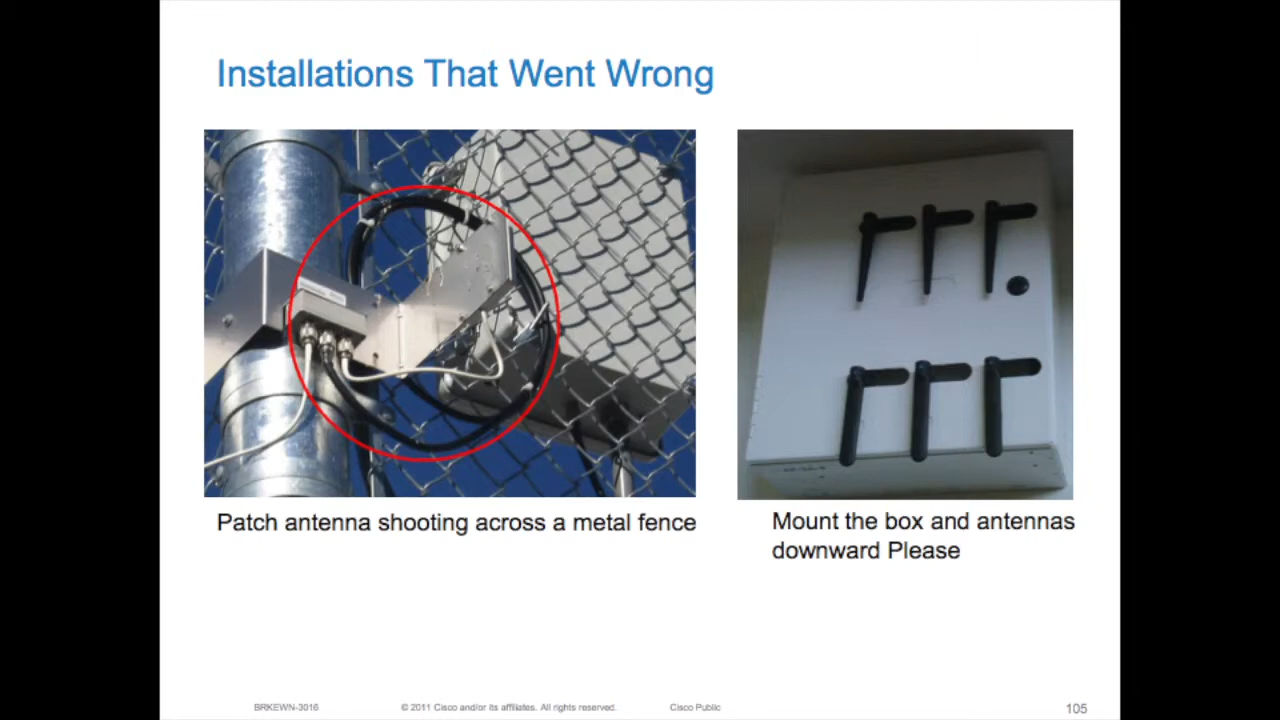 Installations That Went Wrong
Patch antenna shooting across a metal fence
Mount the box and antennas
downward Please
BRKEWN-3016
© 2011 Cisco and/or its affiliates. All rights reserved.
Cisco Public
105